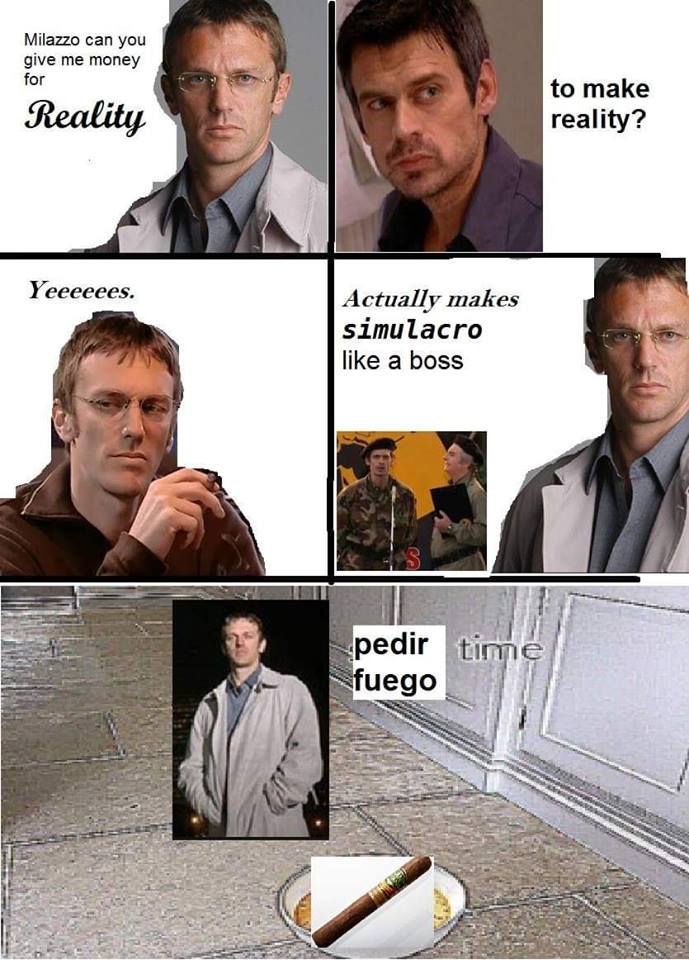 Milazzo can you
give me money
for
Reality
to make
reality?
Yeeeeees.
Actually makes
simulacro
like a boss
S
pedir time
fuego